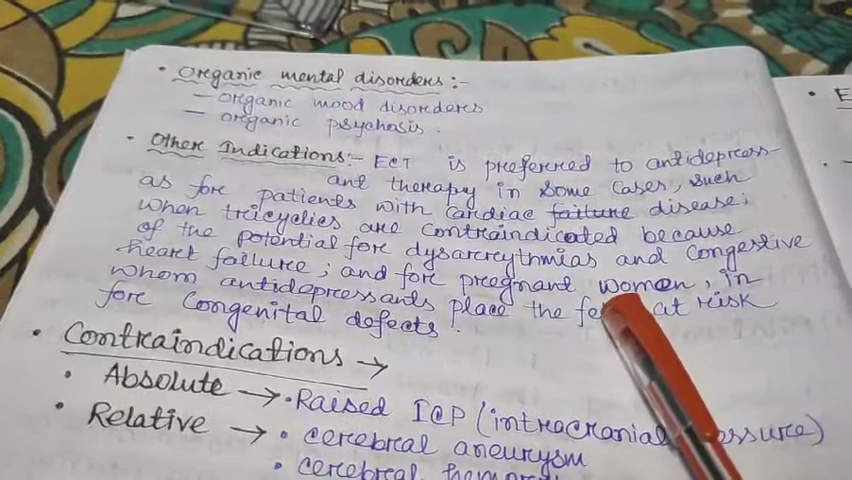 • Organic mental disorders:-
– organic mood disorders
– organic psychosis.
• Other Indications:- ECT is preferred to antidepress-
ant therapy in some cases, such
as for patients with cardiac failure disease;
when tricyclies are contraindicated because
of the potential for dysarrythmias and congestive
heart failure; and for pregnant women, in
whom antidepressants place the at risk
for congenital defects.
• Contraindications →
• Absolute → • Raised ICP (intracranial
• Relative → • cerebral aneurysm
• cerebral
• E